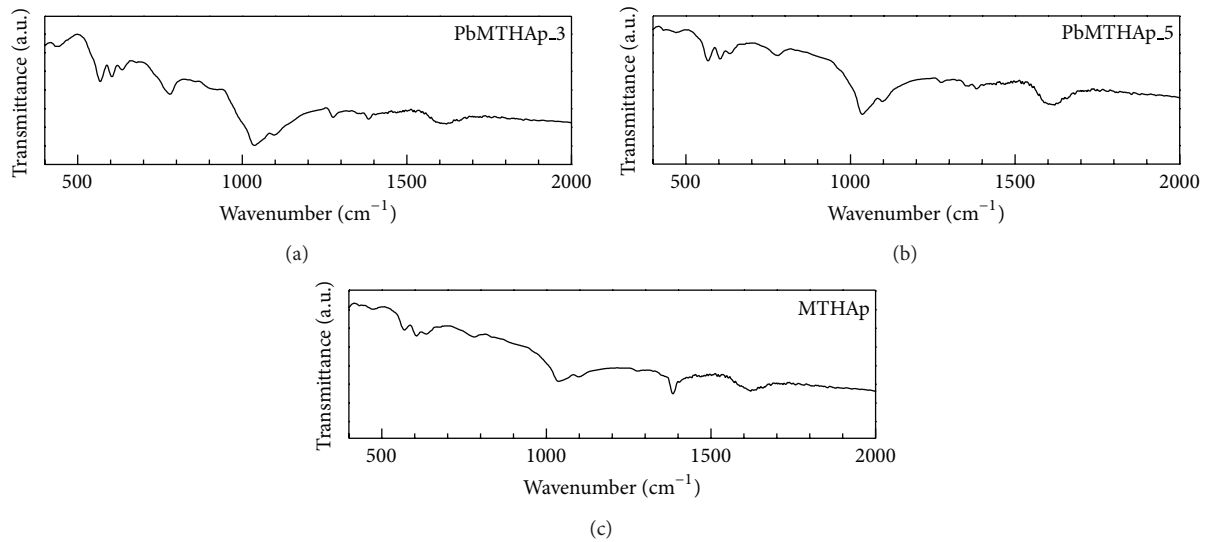 PbMTHAp_3
Transmittance (a.u.)
500 1000 1500 2000
Wavenumber (cm⁻¹)
(a)
PbMTHAp_5
Transmittance (a.u.)
500 1000 1500 2000
Wavenumber (cm⁻¹)
(b)
MTHAp
Transmittance (a.u.)
500 1000 1500 2000
Wavenumber (cm⁻¹)
(c)